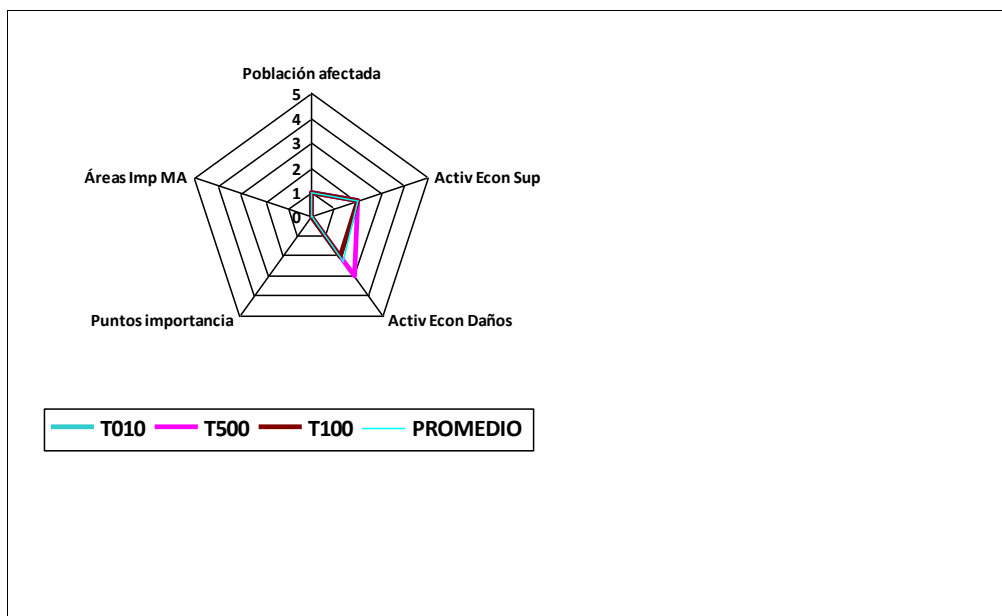 Población afectada
5
4
3
2
1
0
Áreas Imp MA
Activ Econ Sup
Puntos importancia
Activ Econ Daños
T010 T500 T100 PROMEDIO